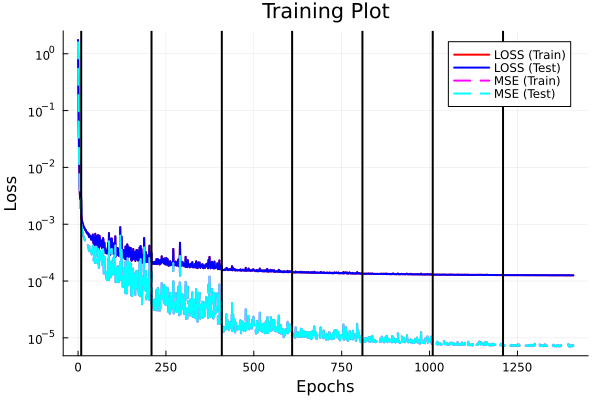 Training Plot
LOSS (Train)
LOSS (Test)
MSE (Train)
MSE (Test)
10^0
10^-1
10^-2
10^-3
10^-4
10^-5
Loss
0 250 500 750 1000 1250
Epochs